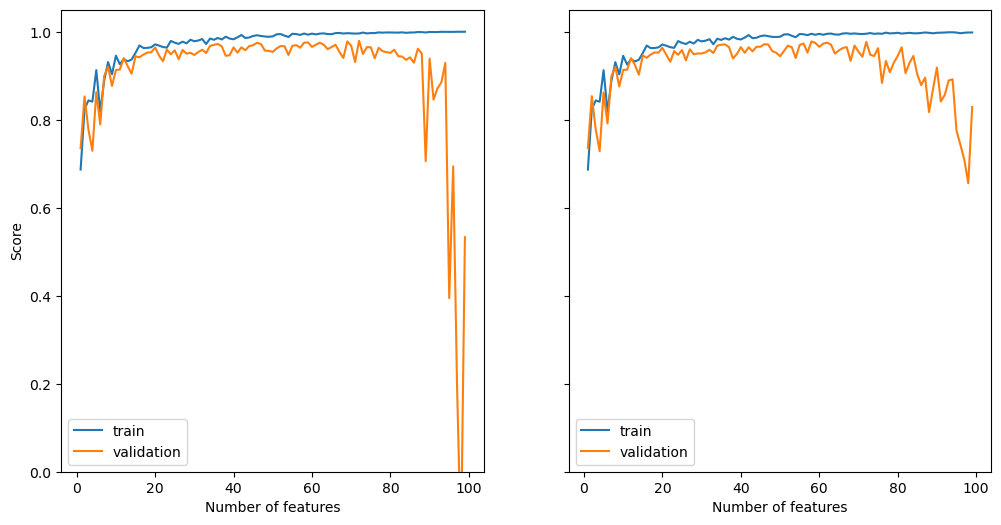 1.0
0.8
0.6
0.4
0.2
0.0
Score
train
validation
0 20 40 60 80 100
Number of features
train
validation
0 20 40 60 80 100
Number of features